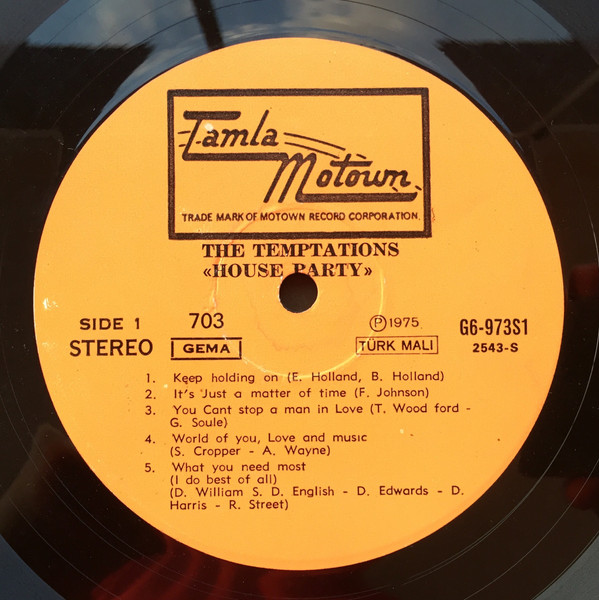 Tamla
Motown
TRADE MARK OF MOTOWN RECORD CORPORATION
THE TEMPTATIONS
«HOUSE PARTY»
SIDE 1 703 Ⓟ 1975 G6-973S1
STEREO GEMA TÜRK MALI 2543-S
1. Keep holding on (E. Holland, B. Holland)
2. It's Just a matter of time (F. Johnson)
3. You Cant stop a man in Love (T. Wood ford -
G. Soule)
4. World of you, Love and music
(S. Cropper - A. Wayne)
5. What you need most
(I do best of all)
(D. William S. D. English - D. Edwards - D.
Harris - R. Street)